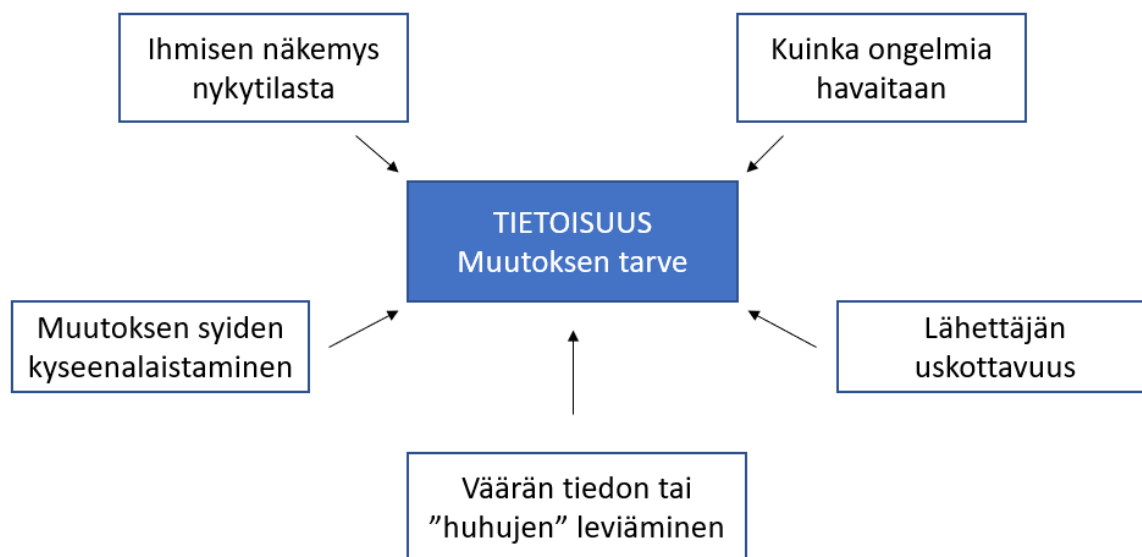 Ihmisen näkemys
nykytilasta
Kuinka ongelmia
havaitaan
TIETOISUUS
Muutoksen tarve
Muutoksen syiden
kyseenalaistaminen
Lähettäjän
uskottavuus
Väärän tiedon tai
”huhujen” leviäminen